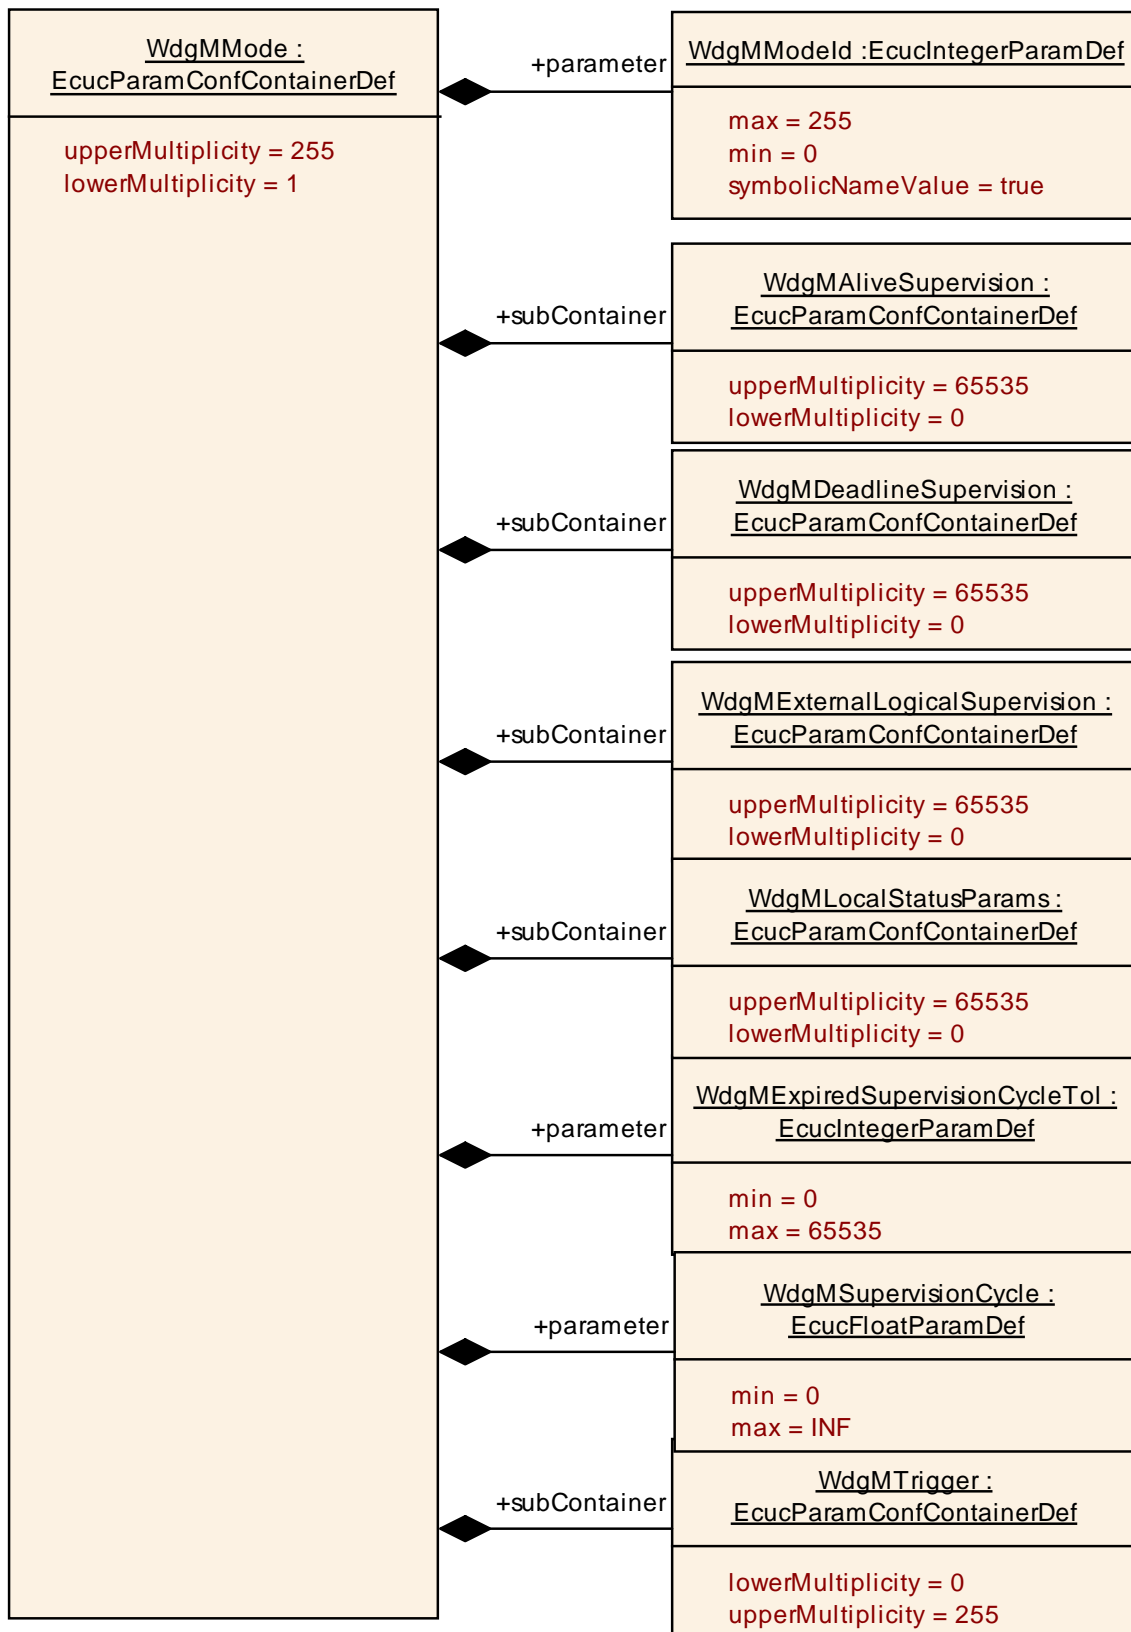 WdgMMode :
EcucParamConfContainerDef
upperMultiplicity = 255
lowerMultiplicity = 1
+parameter
WdgMModeId :EcucIntegerParamDef
max = 255
min = 0
symbolicNameValue = true
+subContainer
WdgMAliveSupervision :
EcucParamConfContainerDef
upperMultiplicity = 65535
lowerMultiplicity = 0
+subContainer
WdgMDeadlineSupervision :
EcucParamConfContainerDef
upperMultiplicity = 65535
lowerMultiplicity = 0
+subContainer
WdgMExternalLogicalSupervision :
EcucParamConfContainerDef
upperMultiplicity = 65535
lowerMultiplicity = 0
+subContainer
WdgMLocalStatusParams :
EcucParamConfContainerDef
upperMultiplicity = 65535
lowerMultiplicity = 0
+parameter
WdgMExpiredSupervisionCycleTol :
EcucIntegerParamDef
min = 0
max = 65535
+parameter
WdgMSupervisionCycle :
EcucFloatParamDef
min = 0
max = INF
+subContainer
WdgMTrigger :
EcucParamConfContainerDef
lowerMultiplicity = 0
upperMultiplicity = 255